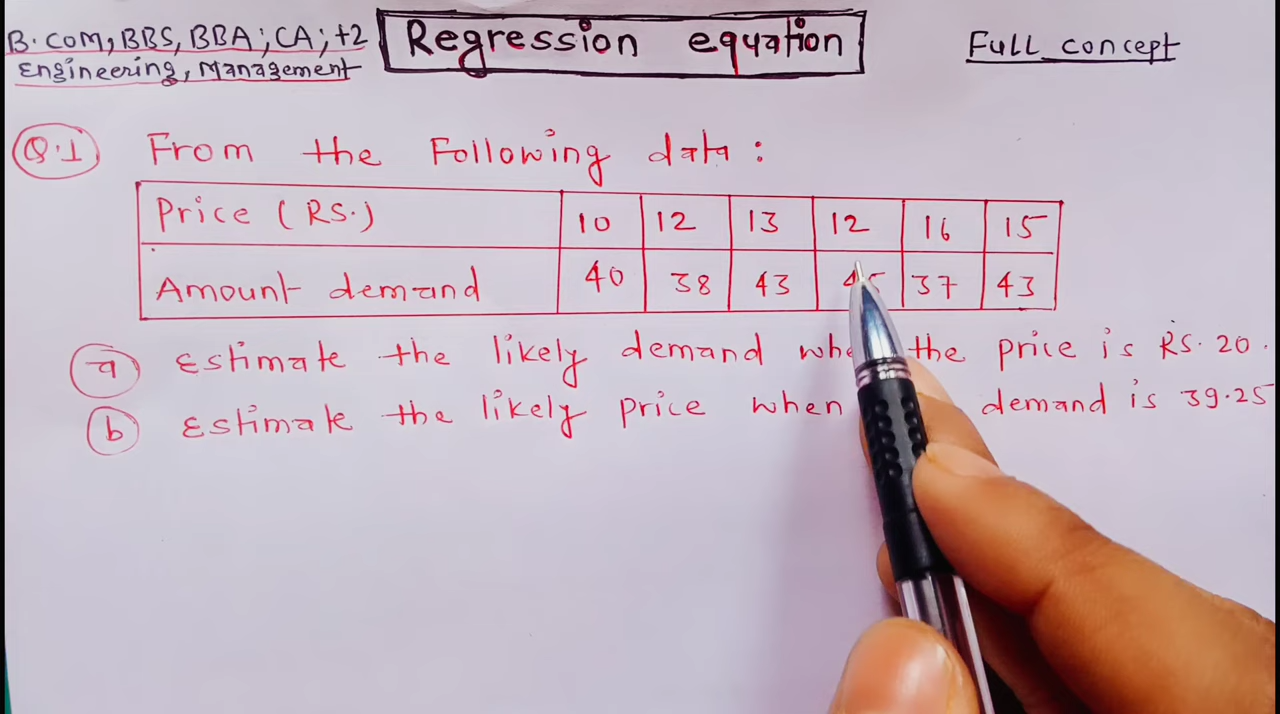 B.COM, BBS, BBA, CA, +2
Engineering, Management
Regression equation
Full concept
Q.1 From the Following data:
Price (RS.) 10 12 13 12 16 15
Amount demand 40 38 43 45 37 43
a Estimate the likely demand when the price is RS. 20.
b Estimate the likely price when demand is 39.25